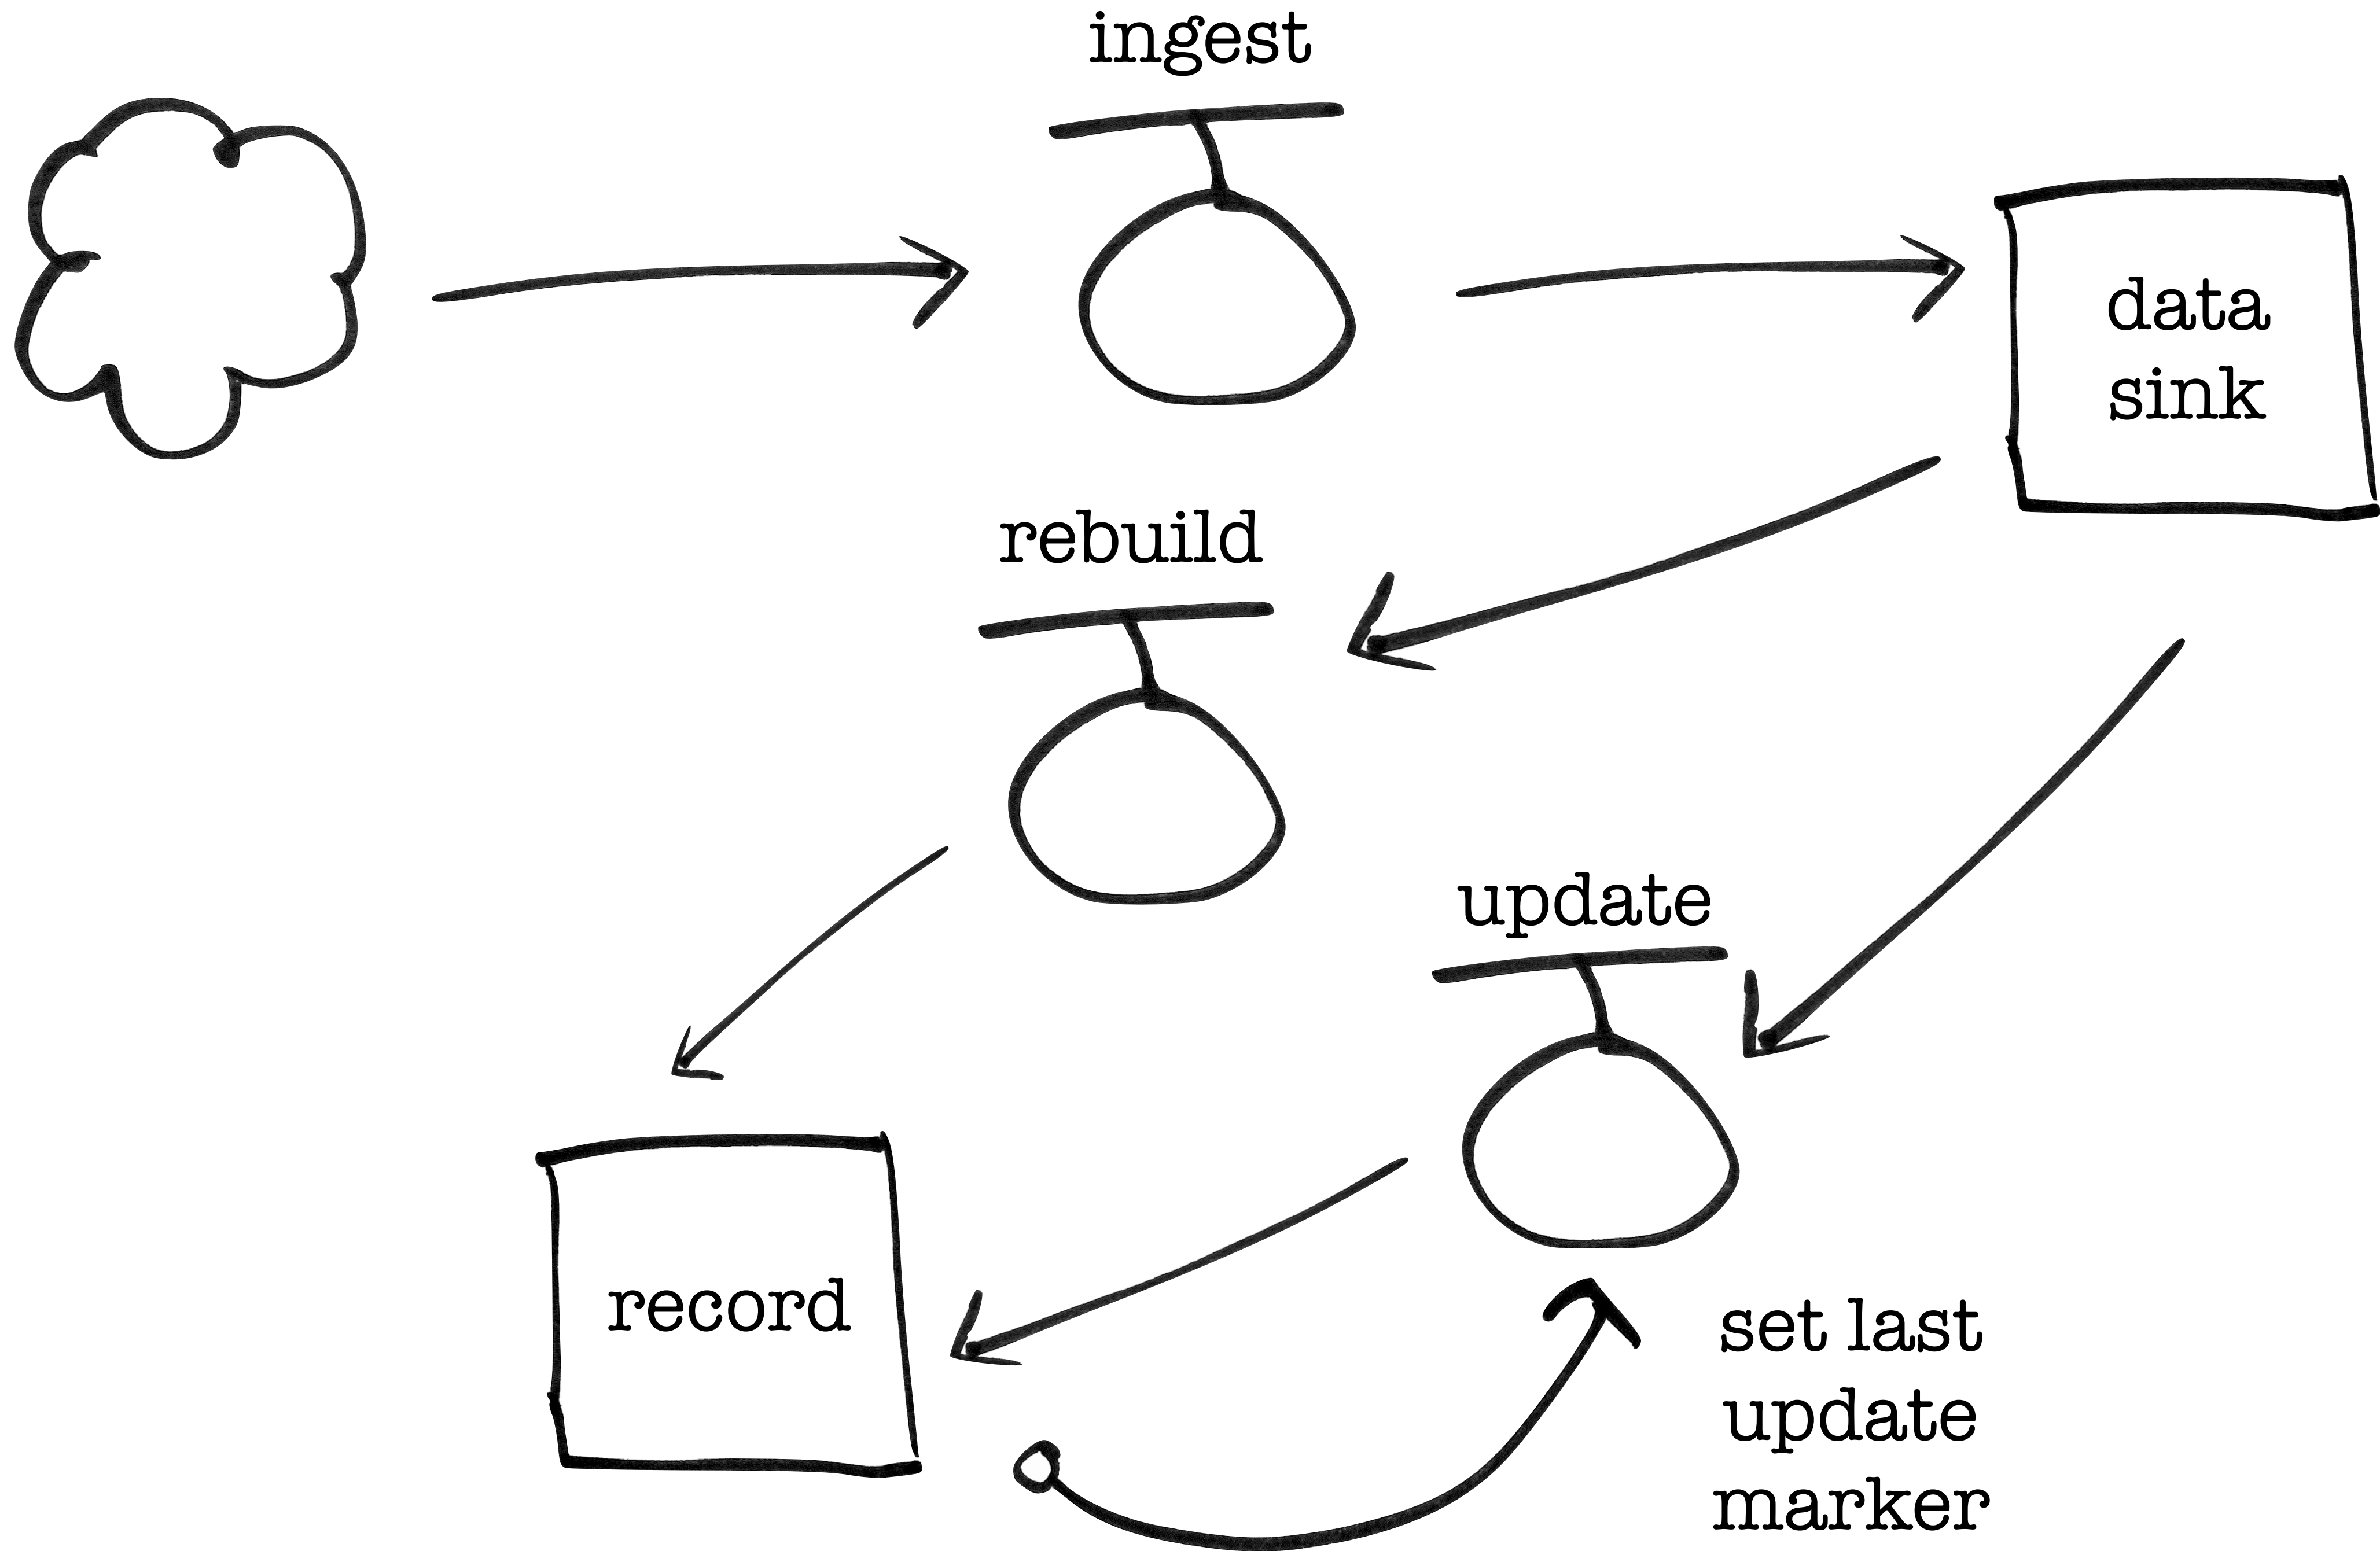 ingest
data
sink
rebuild
update
record
set last
update
marker